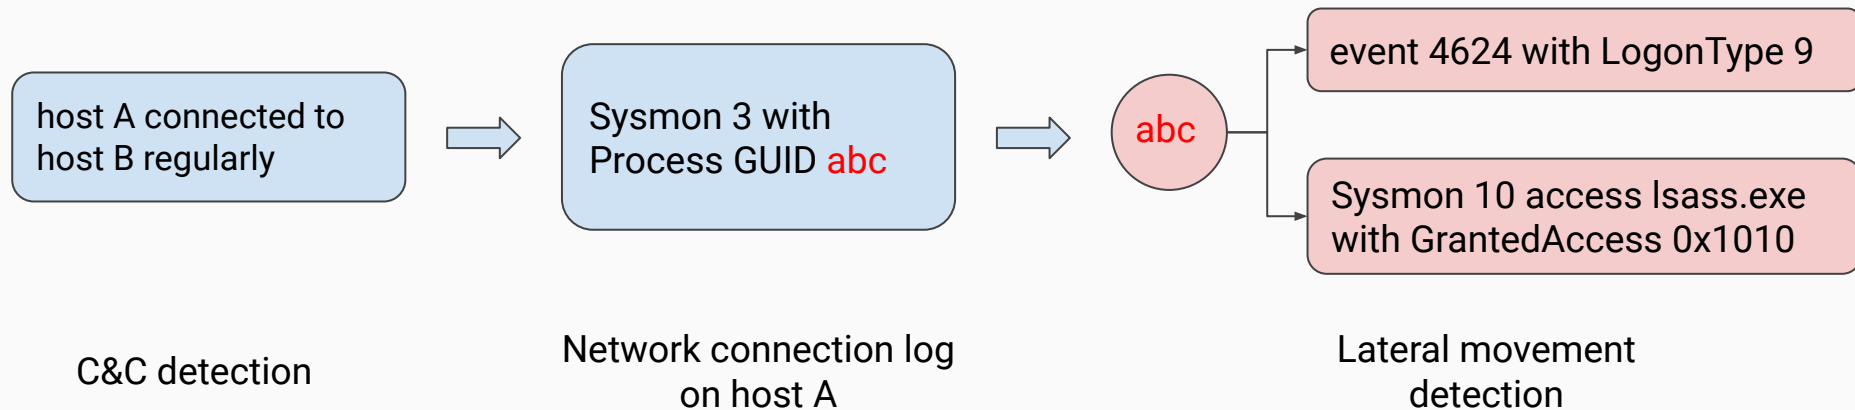 host A connected to
host B regularly
Sysmon 3 with
Process GUID abc
abc
event 4624 with LogonType 9
Sysmon 10 access lsass.exe
with GrantedAccess 0x1010
C&C detection
Network connection log
on host A
Lateral movement
detection